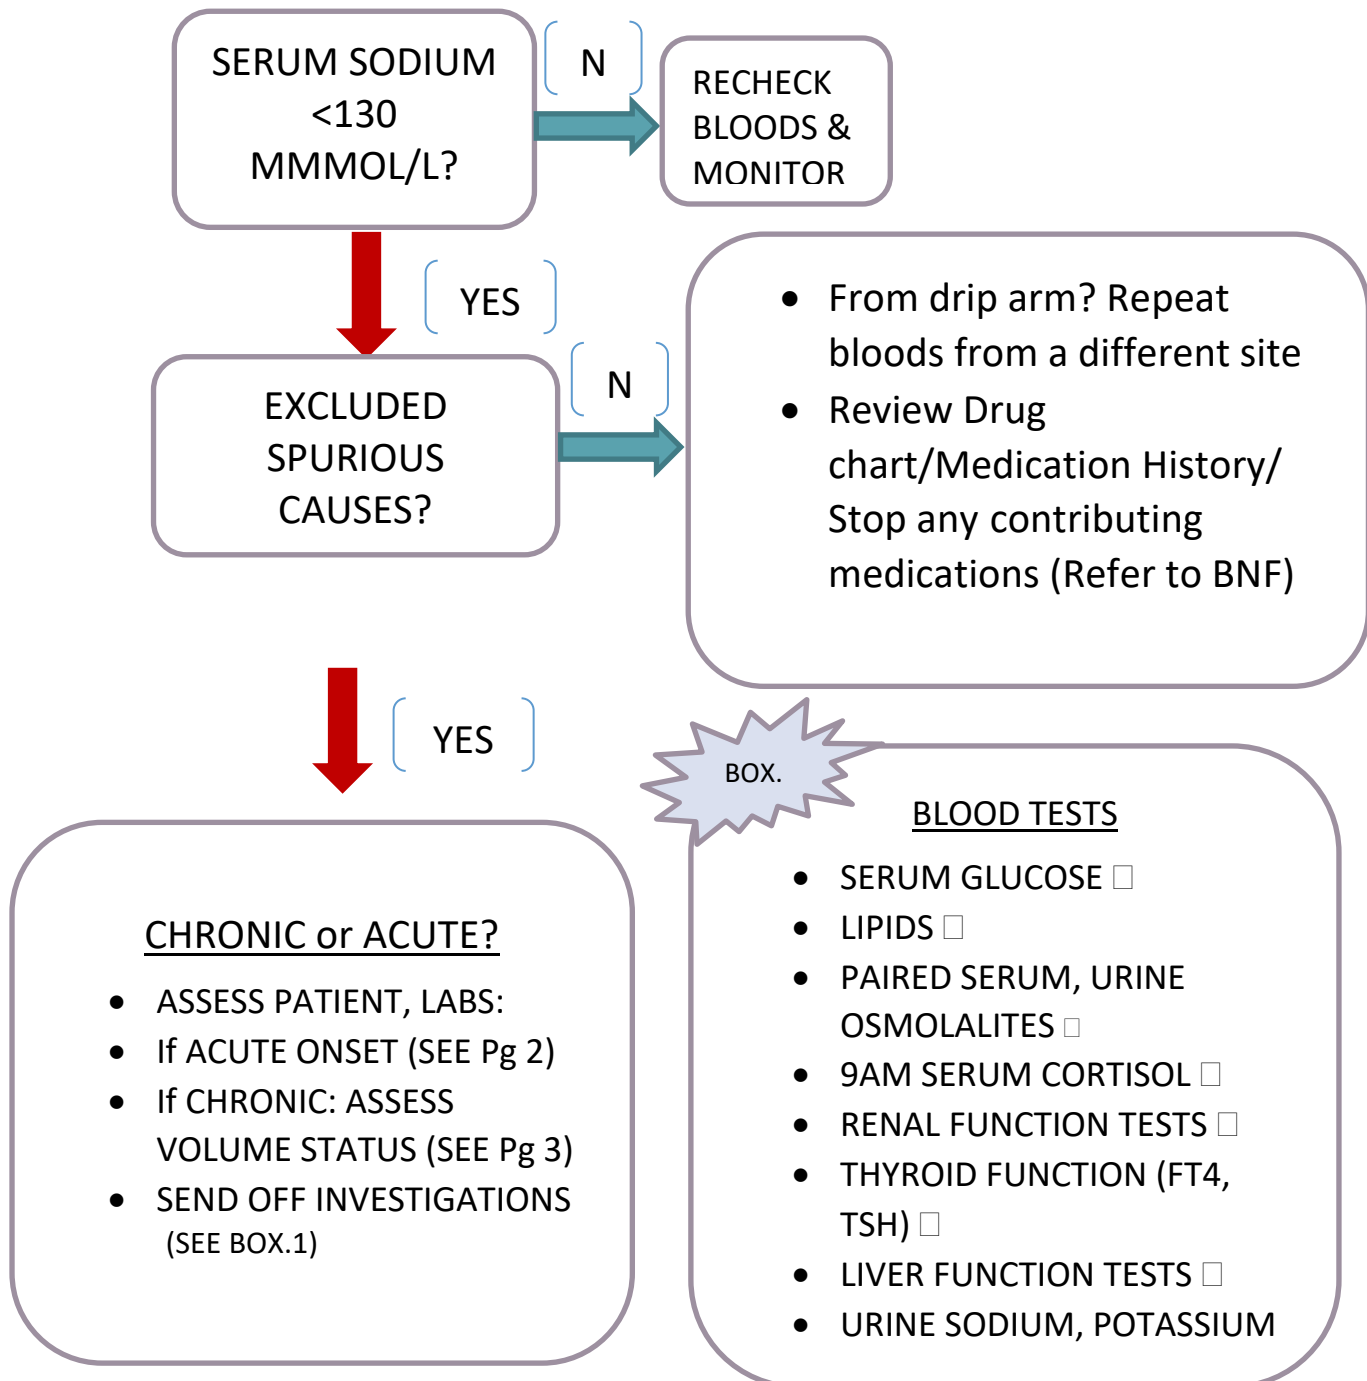 SERUM SODIUM
<130
MMMOL/L?
N
RECHECK
BLOODS &
MONITOR
YES
EXCLUDED
SPURIOUS
CAUSES?
N
• From drip arm? Repeat
bloods from a different site
• Review Drug
chart/Medication History/
Stop any contributing
medications (Refer to BNF)
YES
CHRONIC or ACUTE?
• ASSESS PATIENT, LABS:
• If ACUTE ONSET (SEE Pg 2)
• If CHRONIC: ASSESS
VOLUME STATUS (SEE Pg 3)
• SEND OFF INVESTIGATIONS
(SEE BOX.1)
BOX.
BLOOD TESTS
• SERUM GLUCOSE □
• LIPIDS □
• PAIRED SERUM, URINE
OSMOLALITES □
• 9AM SERUM CORTISOL □
• RENAL FUNCTION TESTS □
• THYROID FUNCTION (FT4,
TSH) □
• LIVER FUNCTION TESTS □
• URINE SODIUM, POTASSIUM